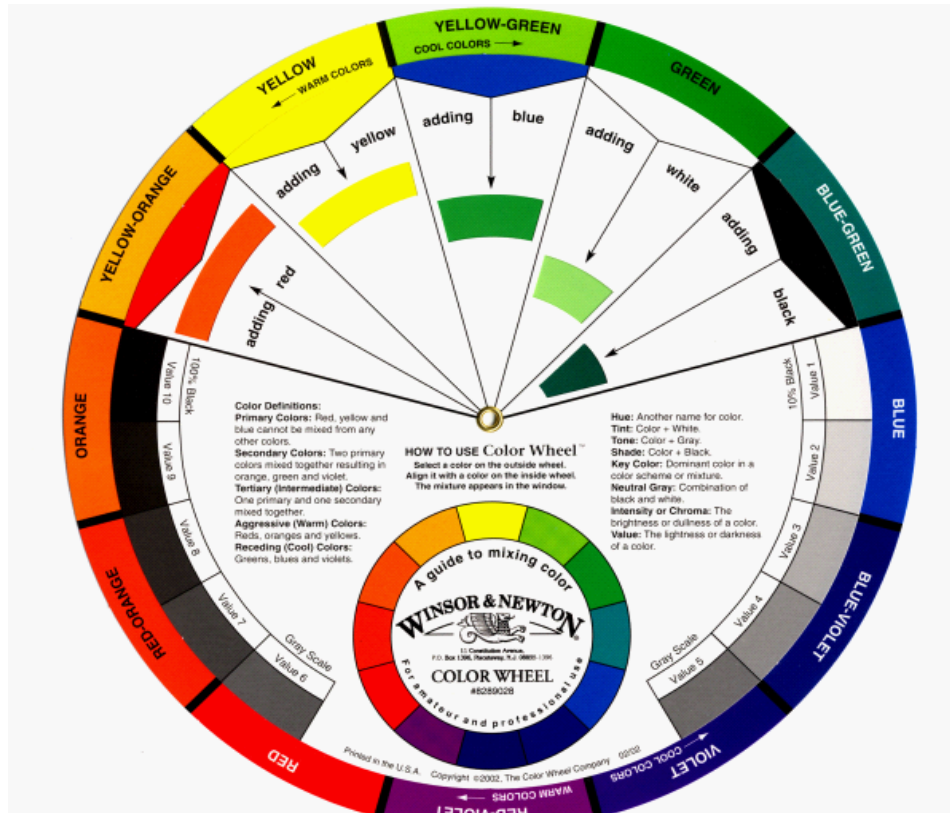 YELLOW-GREEN
COOL COLORS
YELLOW
WARM COLORS
GREEN
YELLOW-ORANGE
BLUE-GREEN
ORANGE
BLUE
RED-ORANGE
BLUE-VIOLET
RED
VIOLET
COOL COLORS
WARM COLORS
RED-VIOLET
adding red
adding yellow
adding blue
adding white
adding black
100% Black
Value 10
Value 9
Value 8
Value 7
Value 6
Gray Scale
10% Black
Value 1
Value 2
Value 3
Value 4
Value 5
Gray Scale
Color Definitions:
Primary Colors: Red, yellow and
blue cannot be mixed from any
other colors.
Secondary Colors: Two primary
colors mixed together resulting in
orange, green and violet.
Tertiary (Intermediate) Colors:
One primary and one secondary
mixed together.
Aggressive (Warm) Colors:
Reds, oranges and yellows.
Receding (Cool) Colors:
Greens, blues and violets.
HOW TO USE Color Wheel™
Select a color on the outside wheel.
Align it with a color on the inside wheel.
The mixture appears in the window.
Hue: Another name for color.
Tint: Color + White.
Tone: Color + Gray.
Shade: Color + Black.
Key Color: Dominant color in a
color scheme or mixture.
Neutral Gray: Combination of
black and white.
Intensity or Chroma: The
brightness or dullness of a color.
Value: The lightness or darkness
of a color.
A guide to mixing color
WINSOR & NEWTON
11 Constitution Avenue,
P.O. Box 1396, Piscataway, N.J. 08855-1396
COLOR WHEEL
#8289028
For amateur and professional use
Printed in the U.S.A. Copyright ©2002, The Color Wheel Company 02/02